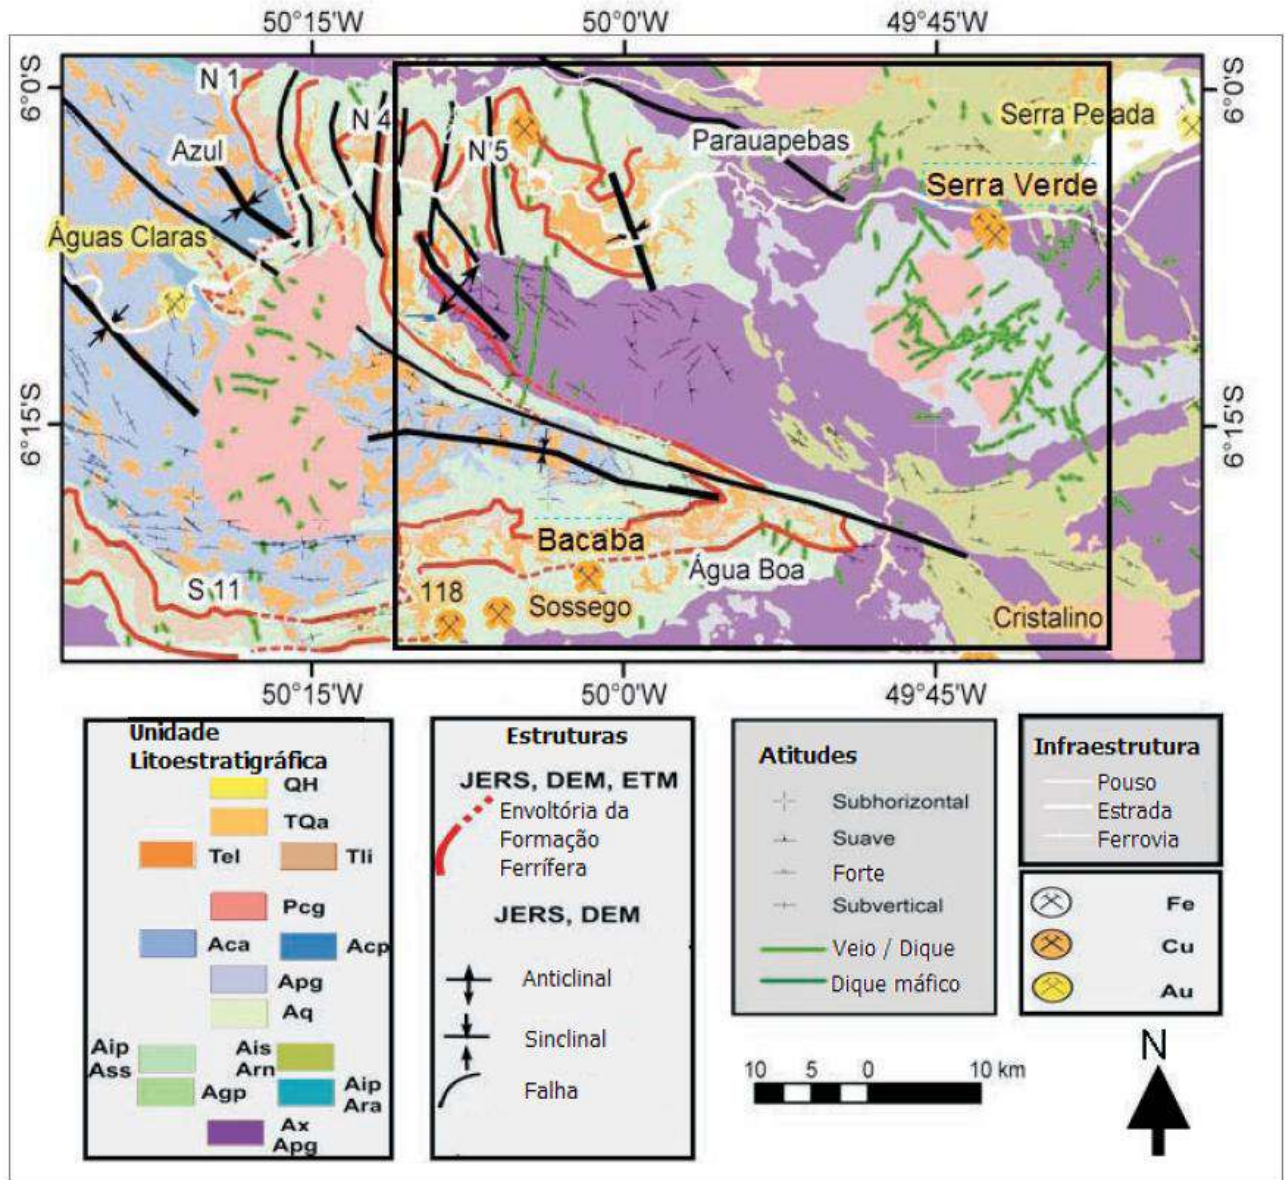 50°15'W
50°0'W
49°45'W
6°0'S
6°0'S
N 1
N 4
N 5
Serra Pelada
Azul
Parauapebas
Serra Verde
Águas Claras
6°15'S
6°15'S
Bacaba
Água Boa
S 11
118
Sossego
Cristalino
50°15'W
50°0'W
49°45'W
Unidade
Litoestratigráfica
QH
TQa
Tel
Tli
Pcg
Aca
Acp
Apg
Aq
Aip
Ass
Ais
Arn
Agp
Aip
Ara
Ax
Apg
Estruturas
JERS, DEM, ETM
Envoltória da
Formação
Ferrífera
JERS, DEM
Anticlinal
Sinclinal
Falha
Atitudes
Subhorizontal
Suave
Forte
Subvertical
Veio / Dique
Dique máfico
Infraestrutura
Pouso
Estrada
Ferrovia
Fe
Cu
Au
10 5 0 10 km
N